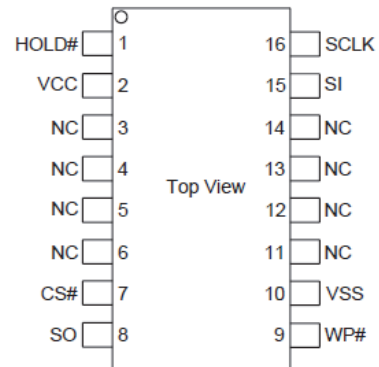 HOLD# 1 16 SCLK
VCC 2 15 SI
NC 3 14 NC
NC 4 13 NC
Top View
NC 5 12 NC
NC 6 11 NC
CS# 7 10 VSS
SO 8 9 WP#